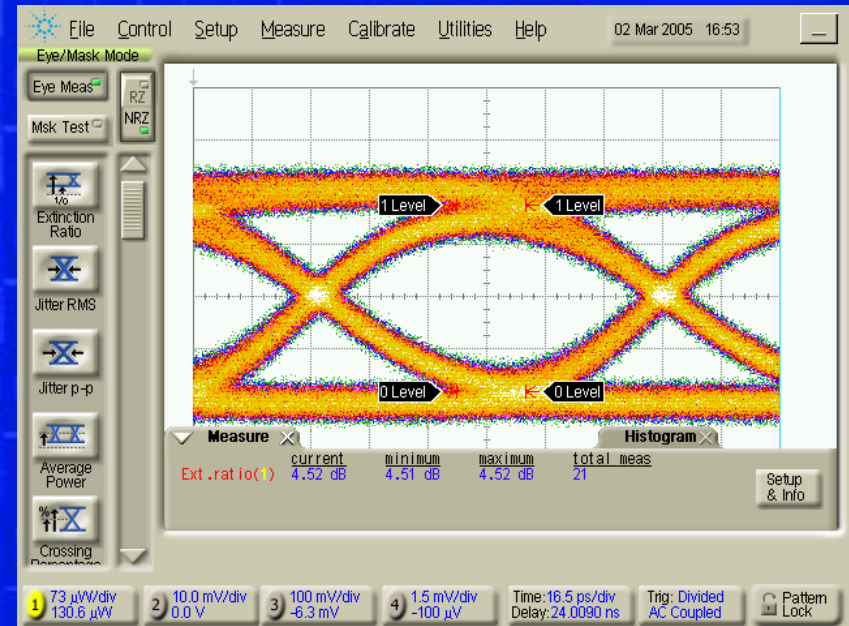 File Control Setup Measure Calibrate Utilities Help 02 Mar 2005 16:53
Eye/Mask Mode
Eye Meas
RZ
NRZ
Msk Test
1/0
Extinction
Ratio
Jitter RMS
Jitter p-p
Average
Power
%
Crossing
Percentage
1 Level 1 Level
0 Level 0 Level
Measure Histogram
current minimum maximum total meas
Ext.ratio(1) 4.52 dB 4.51 dB 4.52 dB 21
Setup
& Info
1 73 µW/div 2 10.0 mV/div 3 100 mV/div 4 1.5 mV/div Time:16.5 ps/div Trig: Divided Pattern
130.6 µW 0.0 V -6.3 mV -100 µV Delay:24.0090 ns AC Coupled Lock